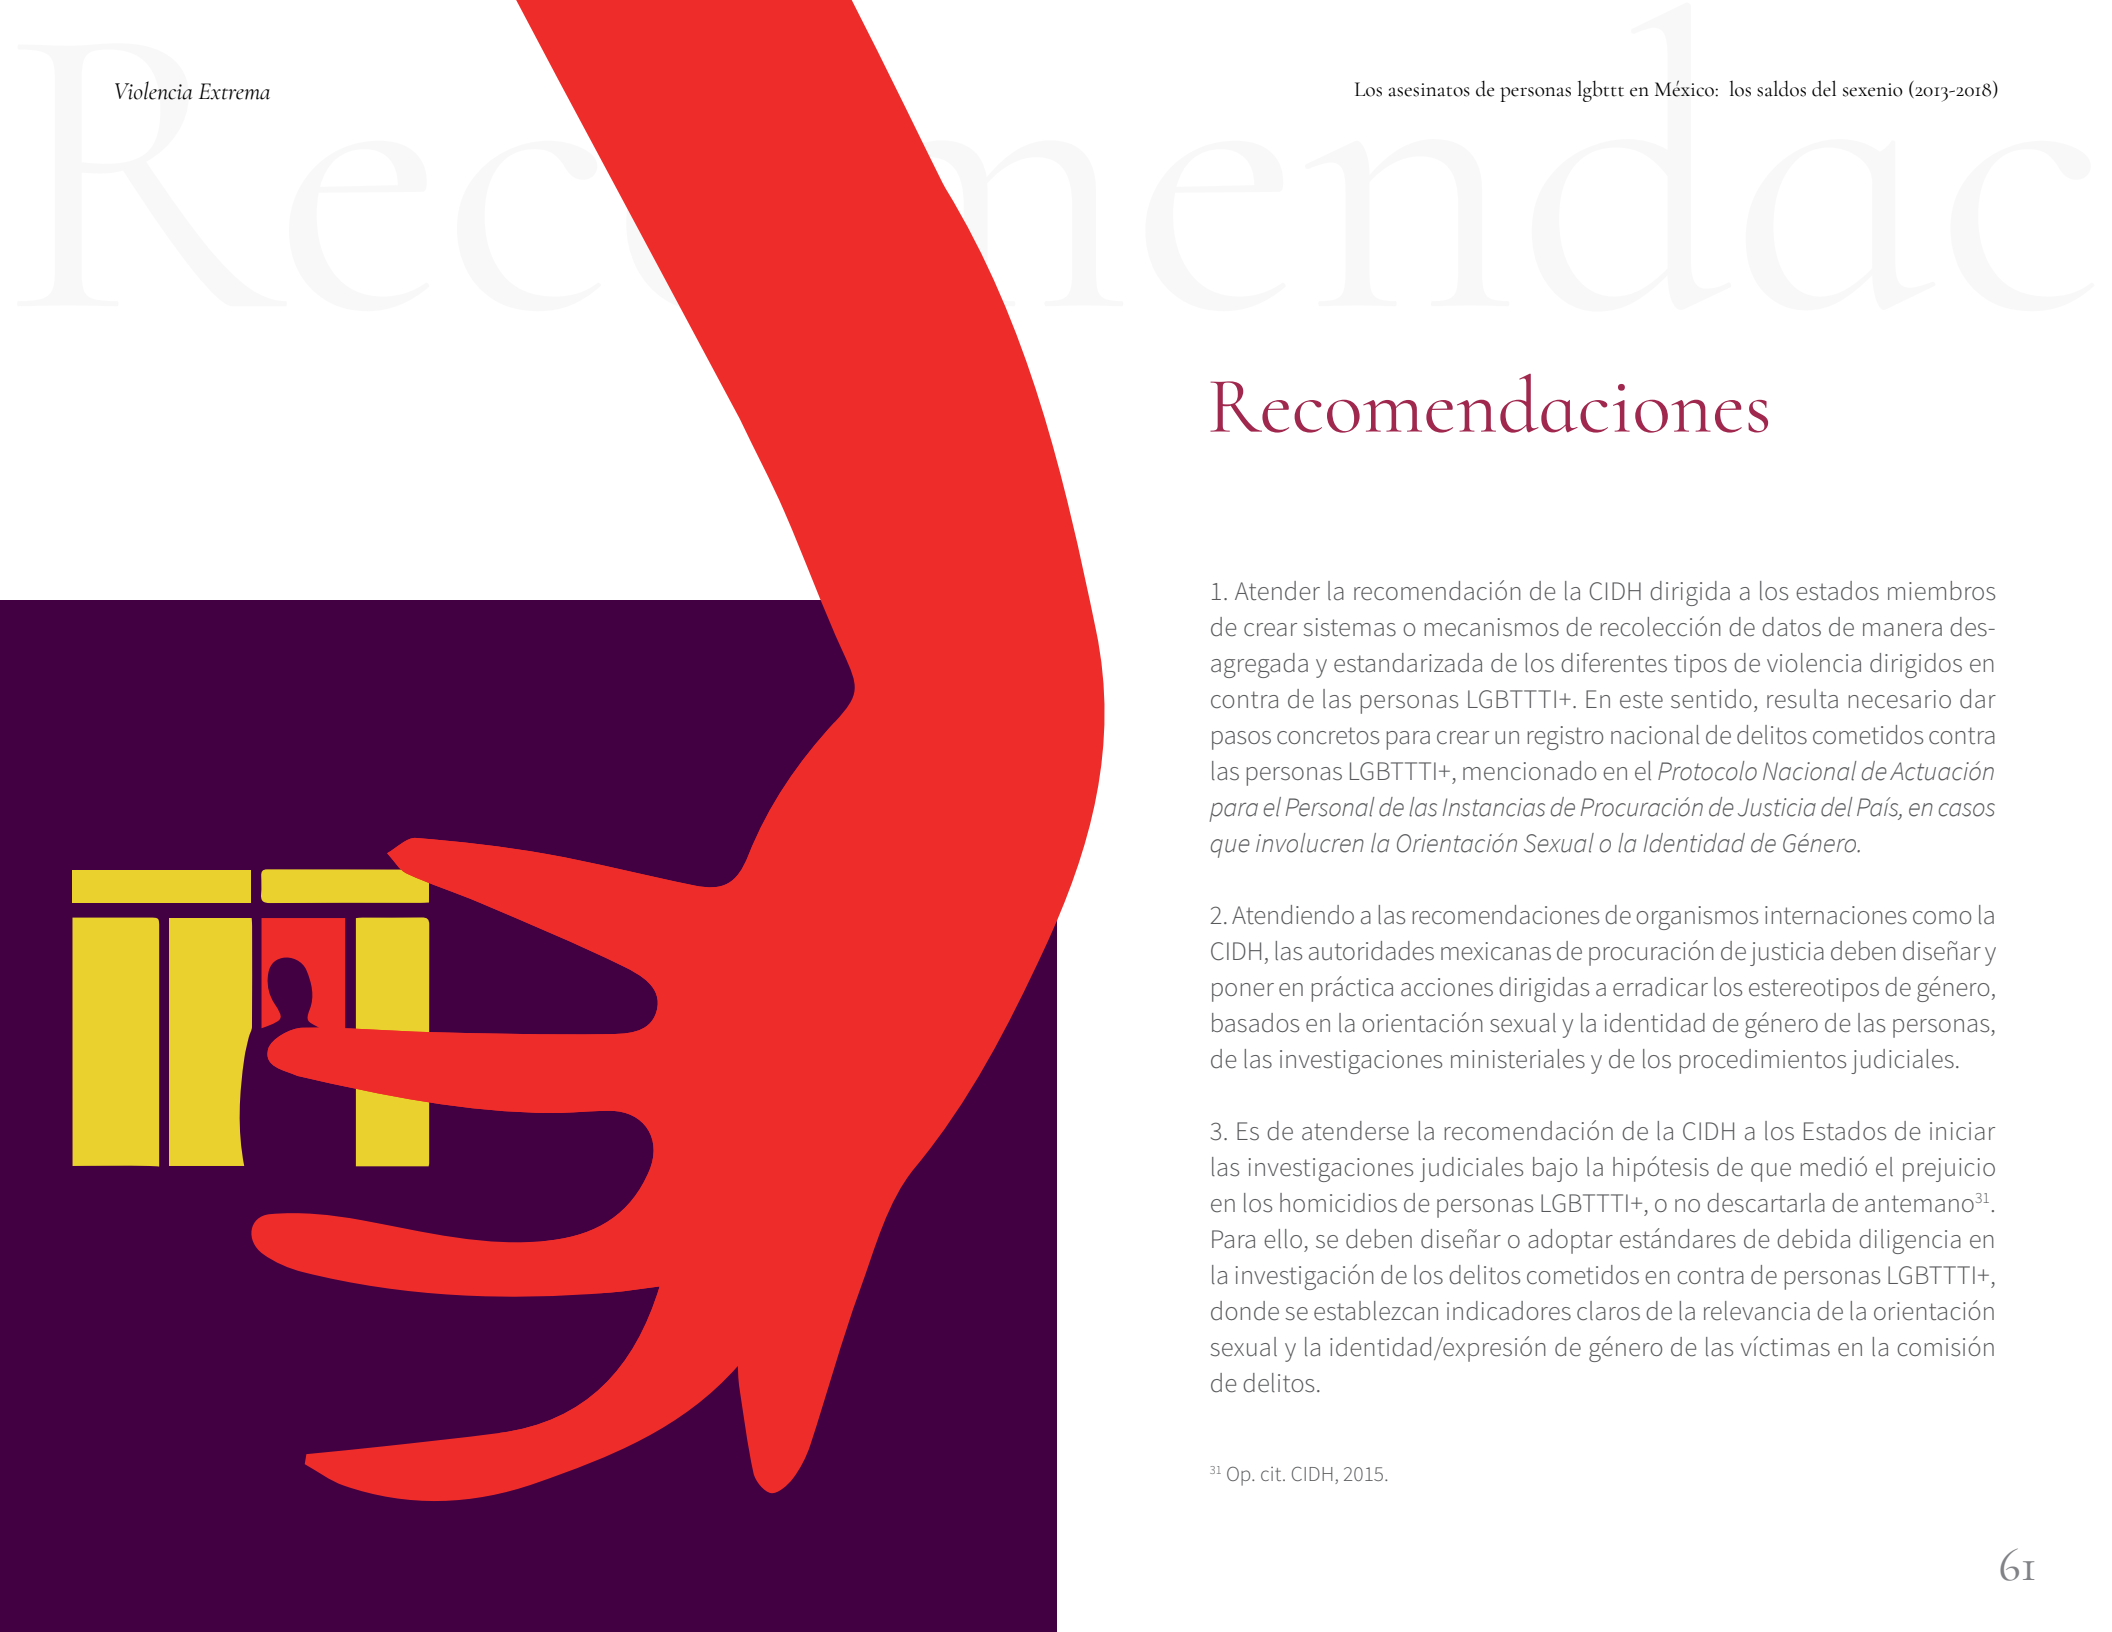 Recomendac
Violencia Extrema
Los asesinatos de personas lgbttt en México: los saldos del sexenio (2013-2018)
Recomendaciones
1. Atender la recomendación de la CIDH dirigida a los estados miembros
de crear sistemas o mecanismos de recolección de datos de manera des-
agregada y estandarizada de los diferentes tipos de violencia dirigidos en
contra de las personas LGBTTTI+. En este sentido, resulta necesario dar
pasos concretos para crear un registro nacional de delitos cometidos contra
las personas LGBTTTI+, mencionado en el Protocolo Nacional de Actuación
para el Personal de las Instancias de Procuración de Justicia del País, en casos
que involucren la Orientación Sexual o la Identidad de Género.
2. Atendiendo a las recomendaciones de organismos internaciones como la
CIDH, las autoridades mexicanas de procuración de justicia deben diseñar y
poner en práctica acciones dirigidas a erradicar los estereotipos de género,
basados en la orientación sexual y la identidad de género de las personas,
de las investigaciones ministeriales y de los procedimientos judiciales.
3. Es de atenderse la recomendación de la CIDH a los Estados de iniciar
las investigaciones judiciales bajo la hipótesis de que medió el prejuicio
en los homicidios de personas LGBTTTI+, o no descartarla de antemano³¹.
Para ello, se deben diseñar o adoptar estándares de debida diligencia en
la investigación de los delitos cometidos en contra de personas LGBTTTI+,
donde se establezcan indicadores claros de la relevancia de la orientación
sexual y la identidad/expresión de género de las víctimas en la comisión
de delitos.
³¹ Op. cit. CIDH, 2015.
61